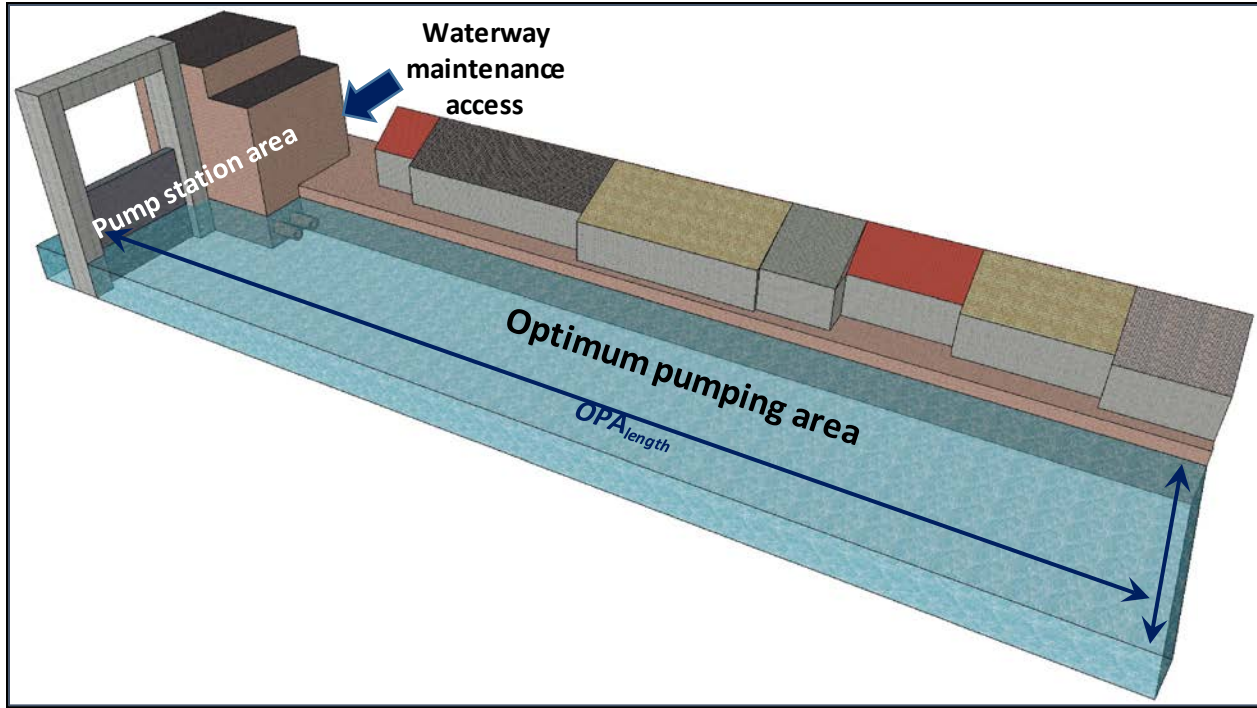 Waterway
maintenance
access
Pump station area
Optimum pumping area
OPAlength